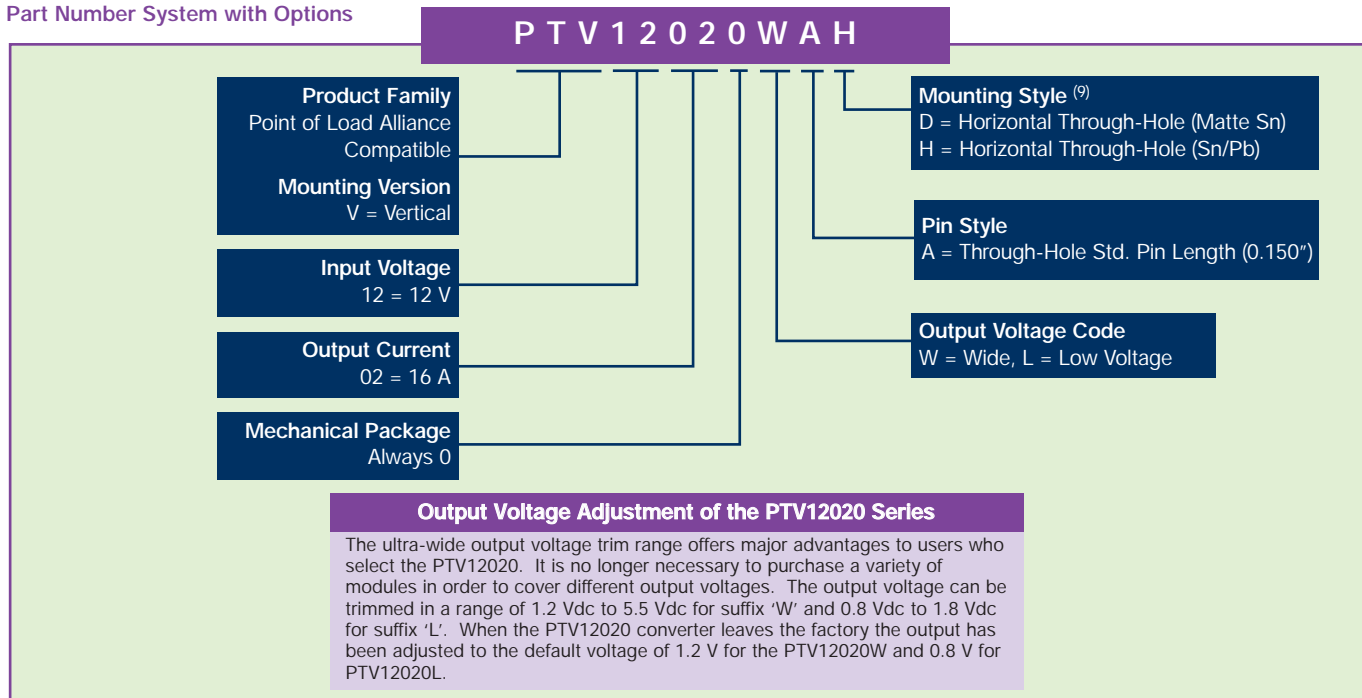 Part Number System with Options
P T V 1 2 0 2 0 W A H
Product Family
Point of Load Alliance
Compatible
Mounting Version
V = Vertical
Input Voltage
12 = 12 V
Output Current
02 = 16 A
Mechanical Package
Always 0
Mounting Style (9)
D = Horizontal Through-Hole (Matte Sn)
H = Horizontal Through-Hole (Sn/Pb)
Pin Style
A = Through-Hole Std. Pin Length (0.150″)
Output Voltage Code
W = Wide, L = Low Voltage
Output Voltage Adjustment of the PTV12020 Series
The ultra-wide output voltage trim range offers major advantages to users who
select the PTV12020. It is no longer necessary to purchase a variety of
modules in order to cover different output voltages. The output voltage can be
trimmed in a range of 1.2 Vdc to 5.5 Vdc for suffix ‘W’ and 0.8 Vdc to 1.8 Vdc
for suffix ‘L’. When the PTV12020 converter leaves the factory the output has
been adjusted to the default voltage of 1.2 V for the PTV12020W and 0.8 V for
PTV12020L.